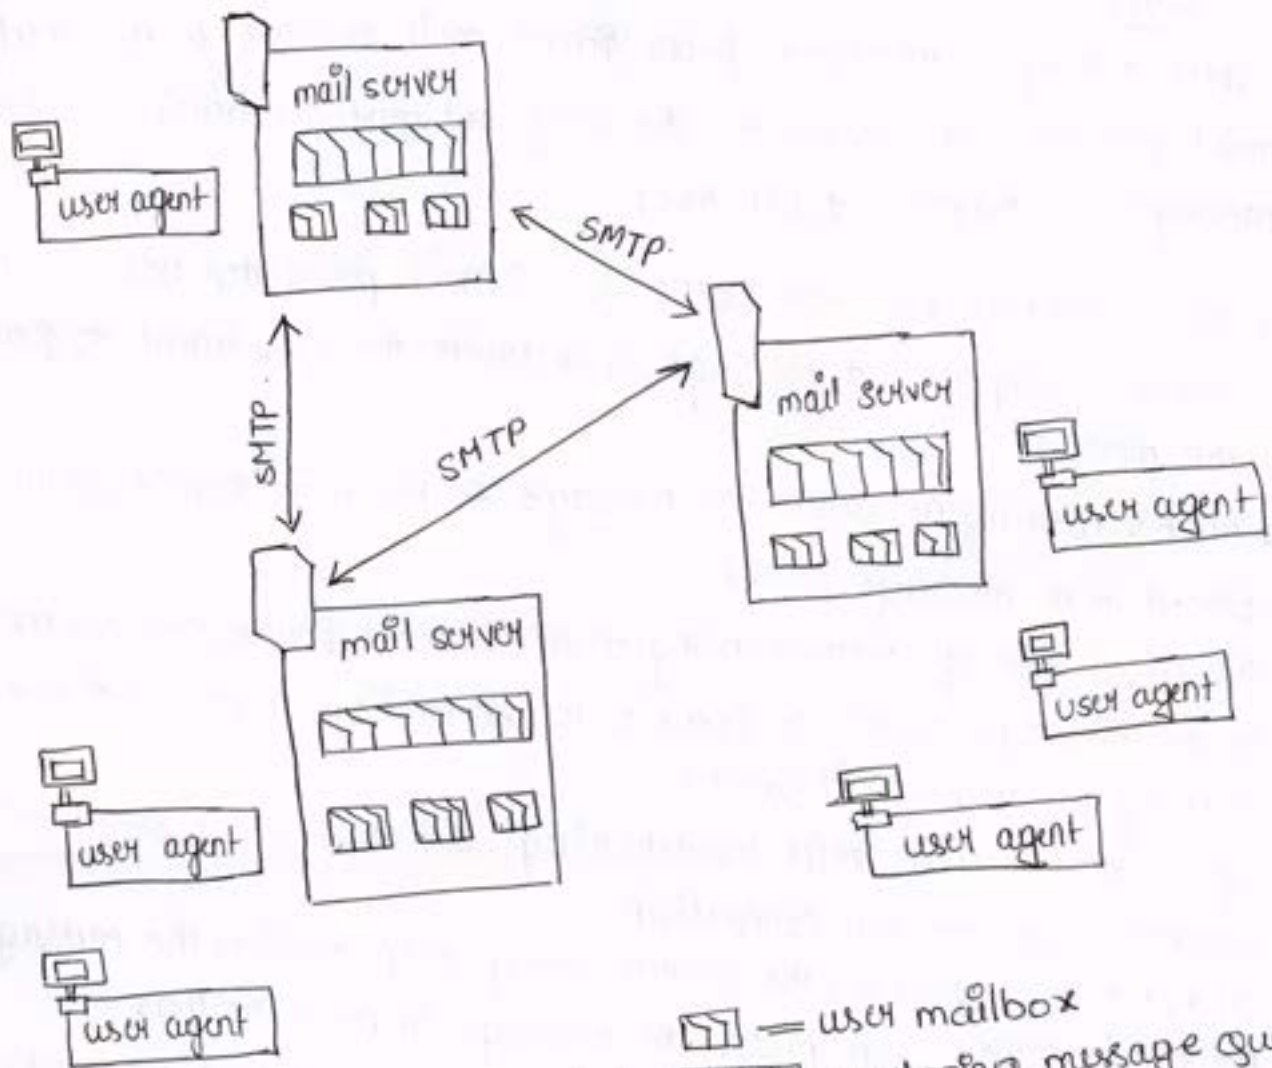 mail server
user agent
SMTP.
SMTP.
SMTP
mail server
user agent
mail server
user agent
user agent
user agent
user agent
— user mailbox
message